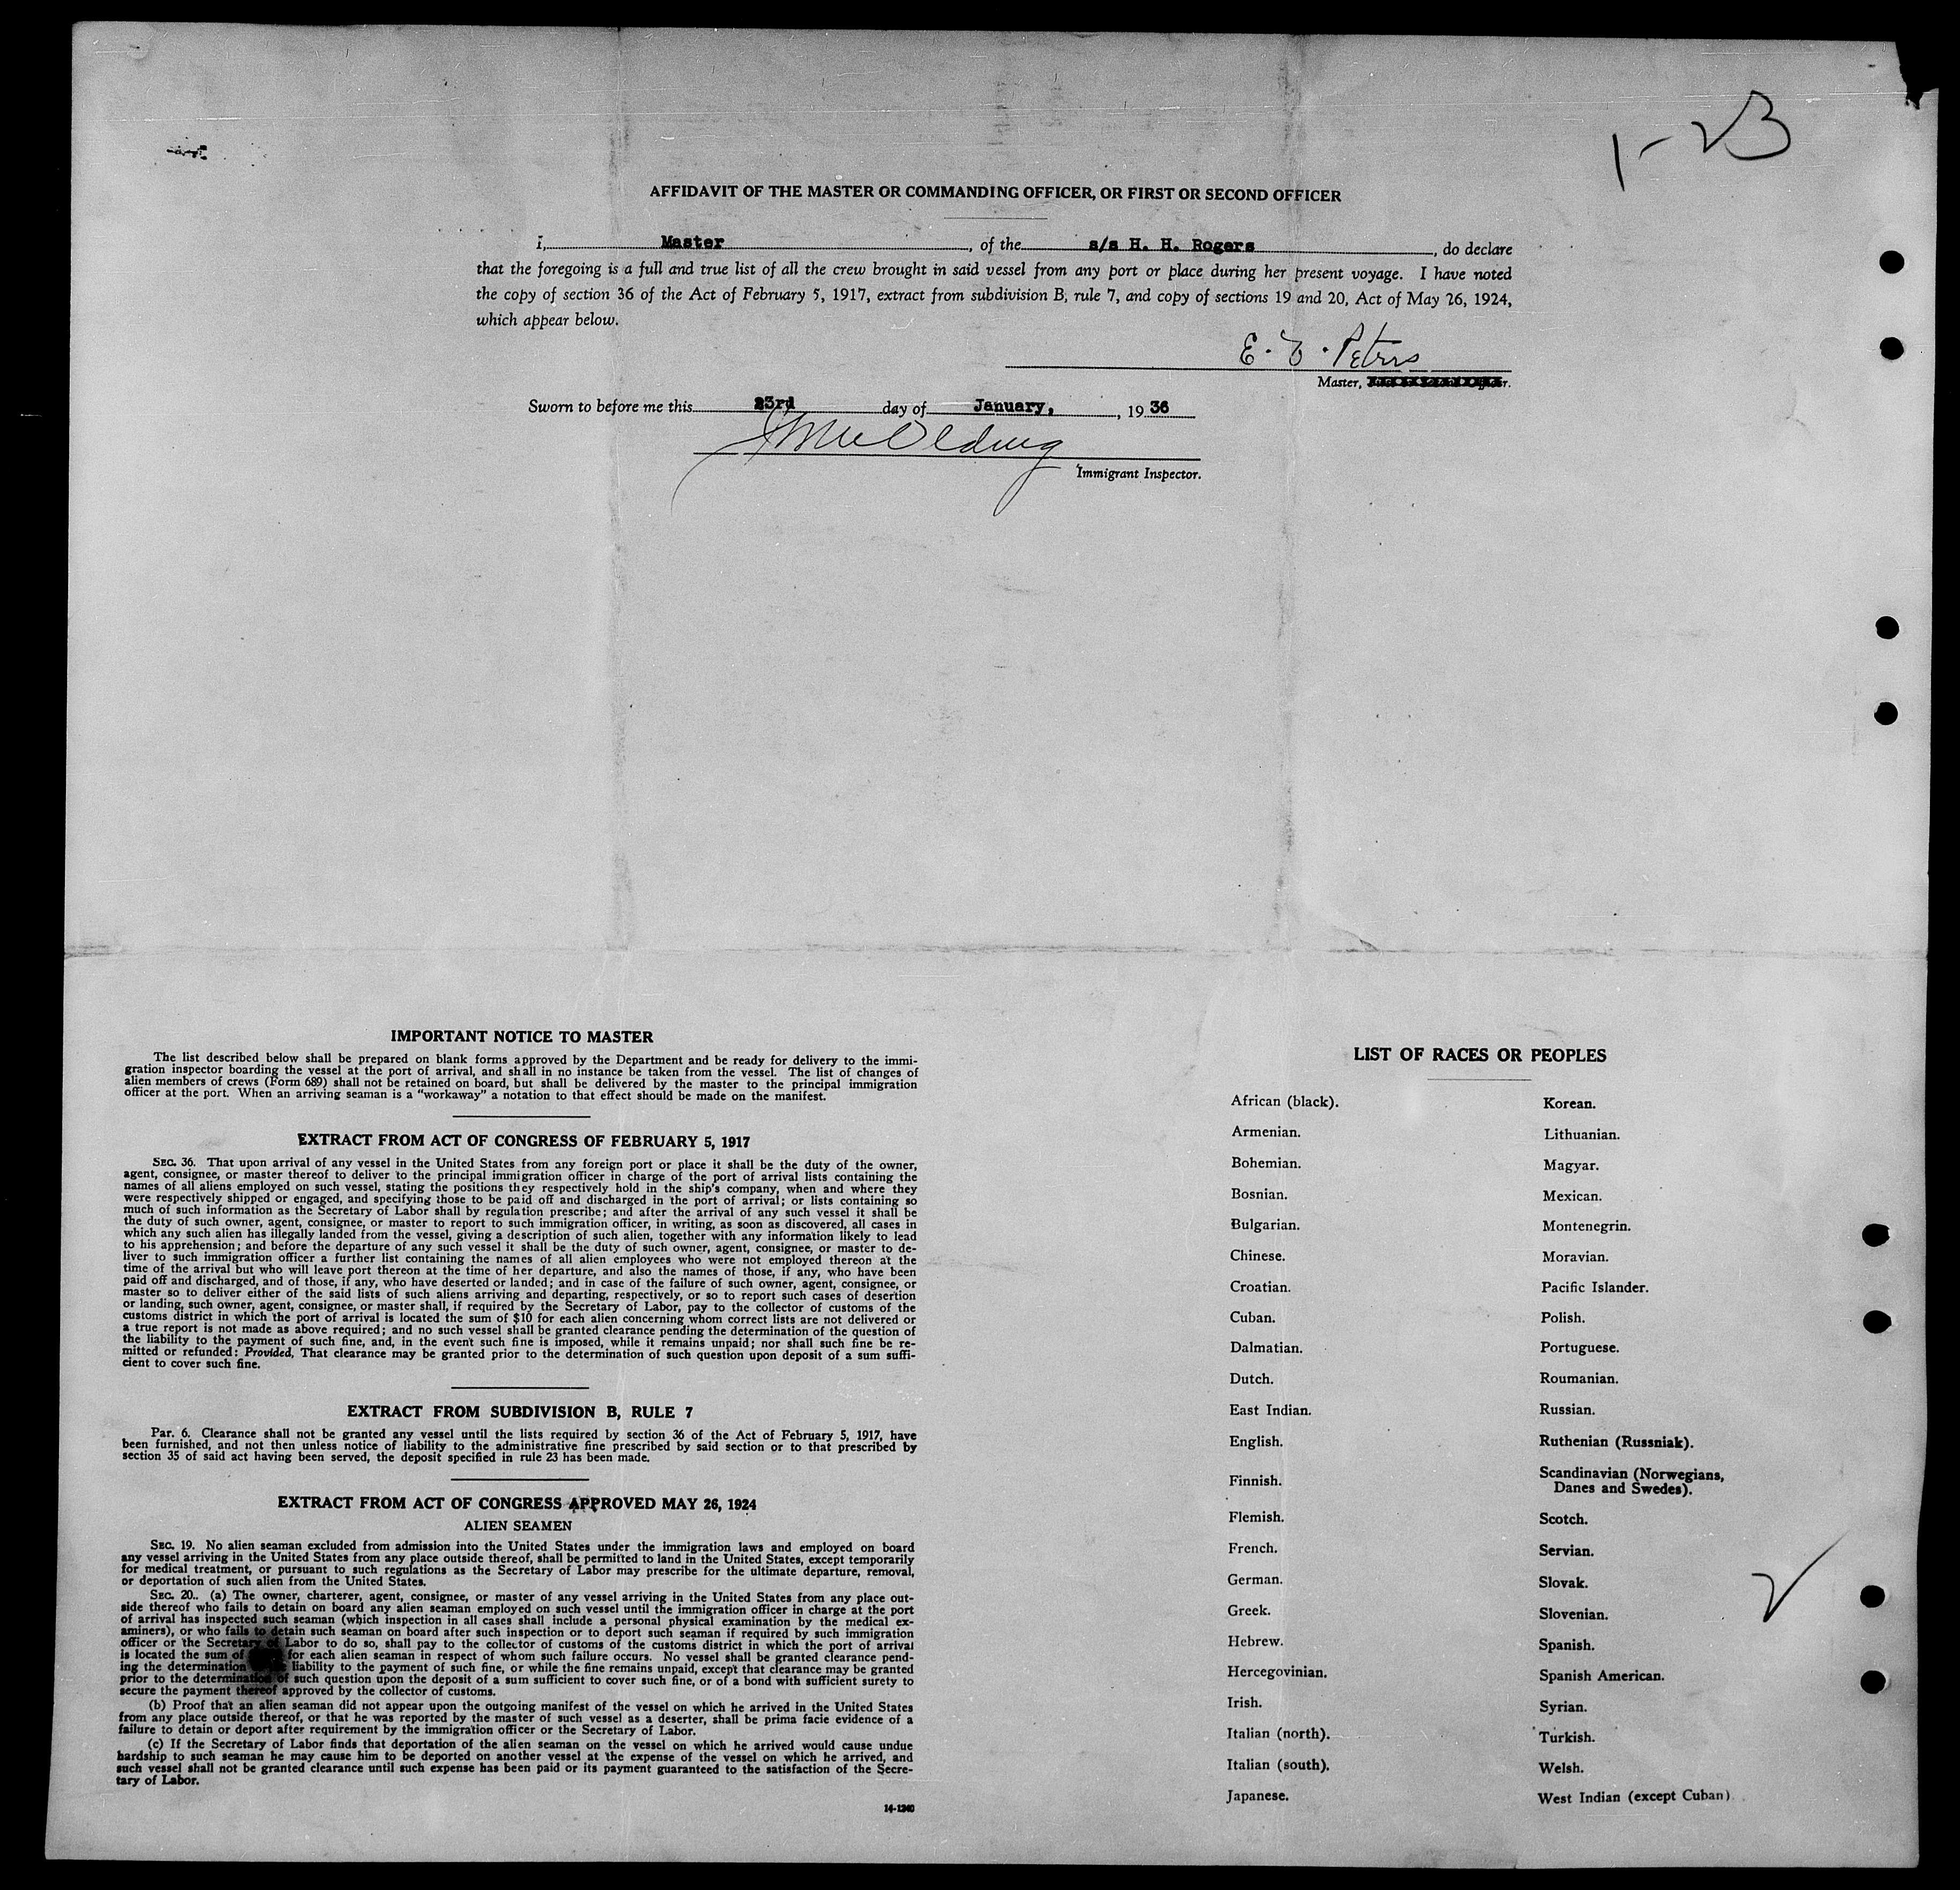 1-23
AFFIDAVIT OF THE MASTER OR COMMANDING OFFICER, OR FIRST OR SECOND OFFICER
I, Master, of the s/s H. H. Rogers, do declare
that the foregoing is a full and true list of all the crew brought in said vessel from any port or place during her present voyage. I have noted
the copy of section 36 of the Act of February 5, 1917, extract from subdivision B, rule 7, and copy of sections 19 and 20, Act of May 26, 1924,
which appear below.
Peters
Master,
Sworn to before me this 23rd day of January, , 19 36
Immigrant Inspector.
IMPORTANT NOTICE TO MASTER
The list described below shall be prepared on blank forms approved by the Department and be ready for delivery to the immi-
gration inspector boarding the vessel at the port of arrival, and shall in no instance be taken from the vessel. The list of changes of
alien members of crews (Form 689) shall not be retained on board, but shall be delivered by the master to the principal immigration
officer at the port. When an arriving seaman is a "workaway" a notation to that effect should be made on the manifest.
EXTRACT FROM ACT OF CONGRESS OF FEBRUARY 5, 1917
SEC. 36. That upon arrival of any vessel in the United States from any foreign port or place it shall be the duty of the owner,
agent, consignee, or master thereof to deliver to the principal immigration officer in charge of the port of arrival lists containing the
names of all aliens employed on such vessel, stating the positions they respectively hold in the ship's company, when and where they
were respectively shipped or engaged, and specifying those to be paid off and discharged in the port of arrival; or lists containing so
much of such information as the Secretary of Labor shall by regulation prescribe; and after the arrival of any such vessel it shall be
the duty of such owner, agent, consignee, or master to report to such immigration officer, in writing, as soon as discovered, all cases in
which any such alien has illegally landed from the vessel, giving a description of such alien, together with any information likely to lead
to his apprehension; and before the departure of any such vessel it shall be the duty of such owner, agent, consignee, or master to de-
liver to such immigration officer a further list containing the names of all alien employees who were not employed thereon at the
time of the arrival but who will leave port thereon at the time of her departure, and also the names of those, if any, who have been
paid off and discharged, and of those, if any, who have deserted or landed; and in case of the failure of such owner, agent, consignee, or
master so to deliver either of the said lists of such aliens arriving and departing, respectively, or so to report such cases of desertion
or landing, such owner, agent, consignee, or master shall, if required by the Secretary of Labor, pay to the collector of customs of the
customs district in which the port of arrival is located the sum of $10 for each alien concerning whom correct lists are not delivered or
a true report is not made as above required; and no such vessel shall be granted clearance pending the determination of the question of
the liability to the payment of such fine, and, in the event such fine is imposed, while it remains unpaid; nor shall such fine be re-
mitted or refunded: Provided, That clearance may be granted prior to the determination of such question upon deposit of a sum suffi-
cient to cover such fine.
EXTRACT FROM SUBDIVISION B, RULE 7
Par. 6. Clearance shall not be granted any vessel until the lists required by section 36 of the Act of February 5, 1917, have
been furnished, and not then unless notice of liability to the administrative fine prescribed by said section or to that prescribed by
section 35 of said act having been served, the deposit specified in rule 23 has been made.
EXTRACT FROM ACT OF CONGRESS APPROVED MAY 26, 1924
ALIEN SEAMEN
SEC. 19. No alien seaman excluded from admission into the United States under the immigration laws and employed on board
any vessel arriving in the United States from any place outside thereof, shall be permitted to land in the United States, except temporarily
for medical treatment, or pursuant to such regulations as the Secretary of Labor may prescribe for the ultimate departure, removal,
or deportation of such alien from the United States.
SEC. 20. (a) The owner, charterer, agent, consignee, or master of any vessel arriving in the United States from any place out-
side thereof who fails to detain on board any alien seaman employed on such vessel until the immigration officer in charge at the port
of arrival has inspected such seaman (which inspection in all cases shall include a personal physical examination by the medical ex-
aminers), or who fails to detain such seaman on board after such inspection or to deport such seaman if required by such immigration
officer or the Secretary of Labor to do so, shall pay to the collector of customs of the customs district in which the port of arrival
is located the sum of for each alien seaman in respect of whom such failure occurs. No vessel shall be granted clearance pend-
ing the determination liability to the payment of such fine, or while the fine remains unpaid, except that clearance may be granted
prior to the determination of such question upon the deposit of a sum sufficient to cover such fine, or of a bond with sufficient surety to
secure the payment thereof approved by the collector of customs.
(b) Proof that an alien seaman did not appear upon the outgoing manifest of the vessel on which he arrived in the United States
from any place outside thereof, or that he was reported by the master of such vessel as a deserter, shall be prima facie evidence of a
failure to detain or deport after requirement by the immigration officer or the Secretary of Labor.
(c) If the Secretary of Labor finds that deportation of the alien seaman on the vessel on which he arrived would cause undue
hardship to such seaman he may cause him to be deported on another vessel at the expense of the vessel on which he arrived, and
such vessel shall not be granted clearance until such expense has been paid or its payment guaranteed to the satisfaction of the Secre-
tary of Labor.
14-1240
LIST OF RACES OR PEOPLES
African (black).
Armenian.
Bohemian.
Bosnian.
Bulgarian.
Chinese.
Croatian.
Cuban.
Dalmatian.
Dutch.
East Indian.
English.
Finnish.
Flemish.
French.
German.
Greek.
Hebrew.
Hercegovinian.
Irish.
Italian (north).
Italian (south).
Japanese.
Korean.
Lithuanian.
Magyar.
Mexican.
Montenegrin.
Moravian.
Pacific Islander.
Polish.
Portuguese.
Roumanian.
Russian.
Ruthenian (Russniak).
Scandinavian (Norwegians,
Danes and Swedes).
Scotch.
Servian.
Slovak.
Slovenian.
Spanish.
Spanish American.
Syrian.
Turkish.
Welsh.
West Indian (except Cuban)